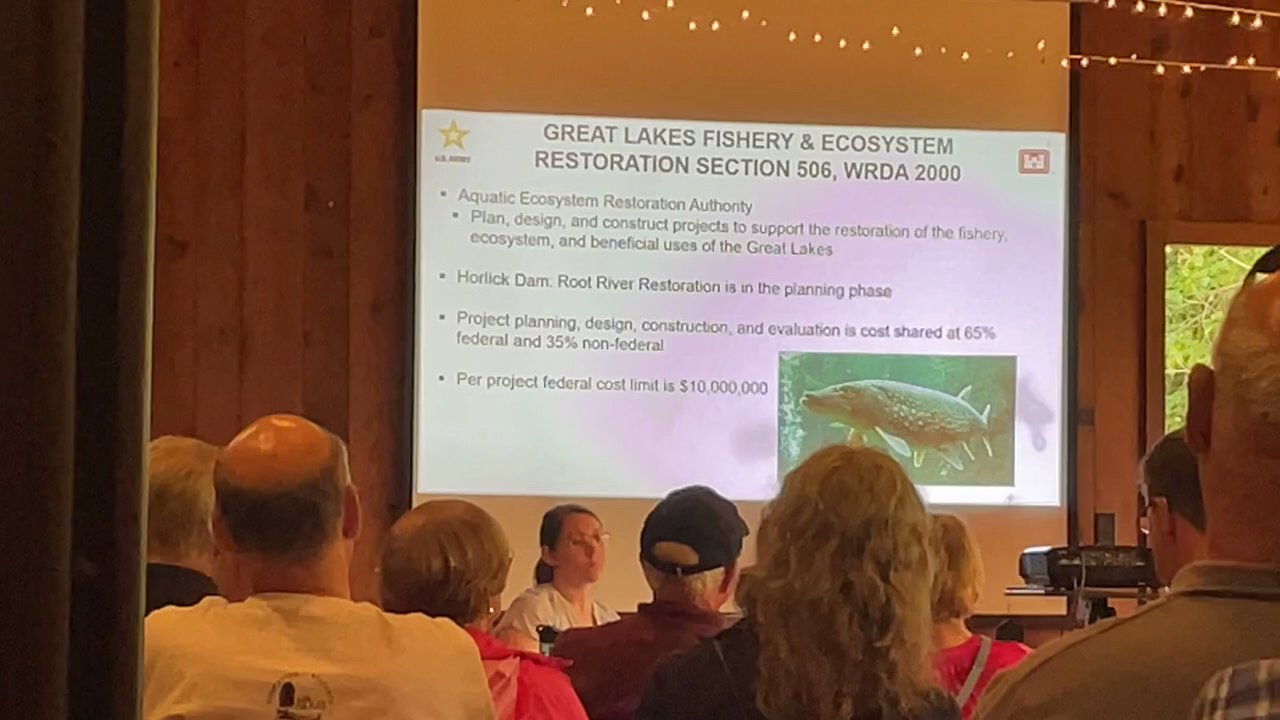 GREAT LAKES FISHERY & ECOSYSTEM
RESTORATION SECTION 506, WRDA 2000
U.S. ARMY
▪ Aquatic Ecosystem Restoration Authority
▪ Plan, design, and construct projects to support the restoration of the fishery,
ecosystem, and beneficial uses of the Great Lakes
▪ Horlick Dam: Root River Restoration is in the planning phase
▪ Project planning, design, construction, and evaluation is cost shared at 65%
federal and 35% non-federal
▪ Per project federal cost limit is $10,000,000